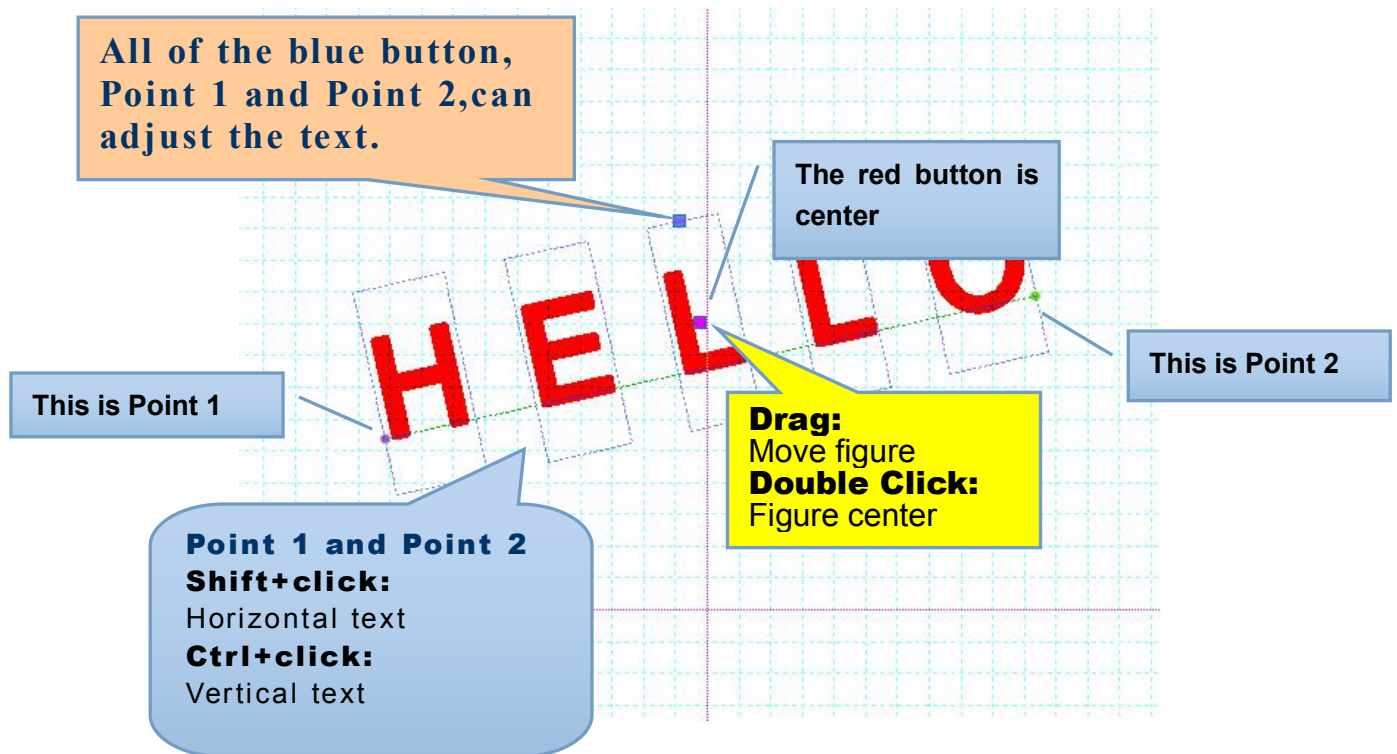 All of the blue button,
Point 1 and Point 2,can
adjust the text.
The red button is
center
HELLO
This is Point 2
This is Point 1
Drag:
Move figure
Double Click:
Figure center
Point 1 and Point 2
Shift+click:
Horizontal text
Ctrl+click:
Vertical text